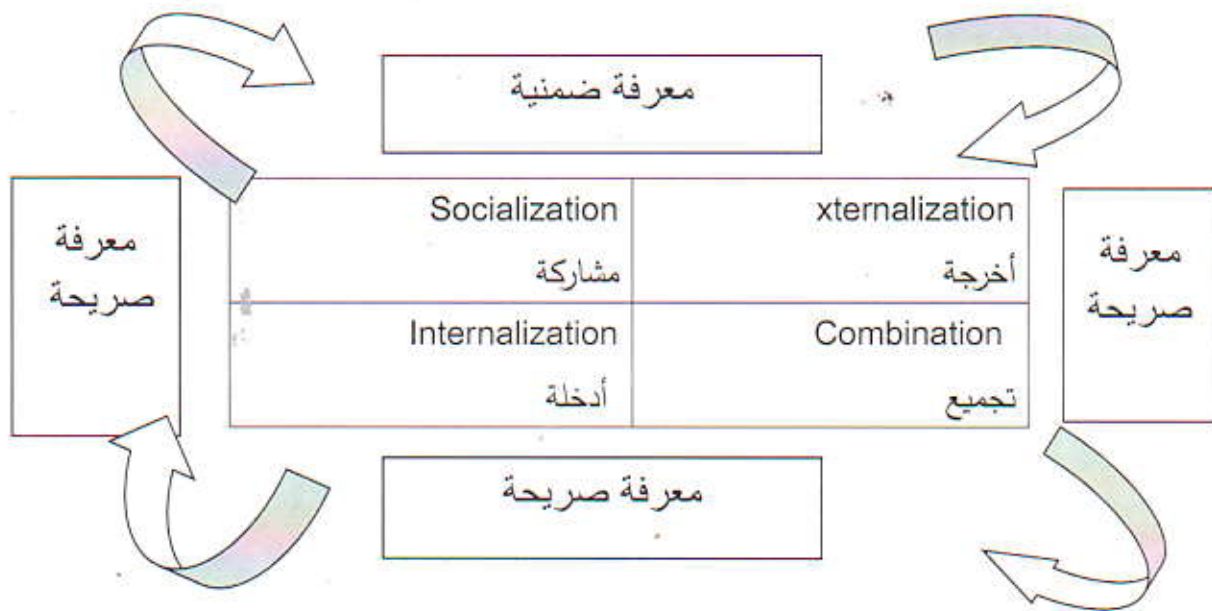 معرفة ضمنية
معرفة
صريحة
Socialization
مشاركة
xternalization
أخرجة
معرفة
صريحة
Internalization
أدخلة
Combination
تجميع
معرفة صريحة